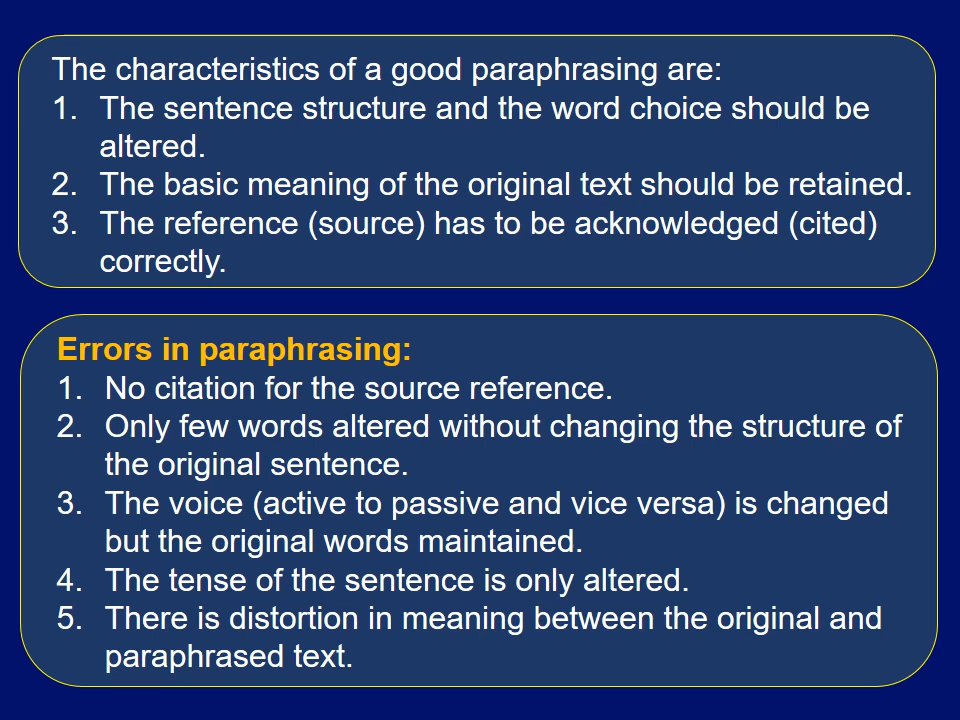 The characteristics of a good paraphrasing are:
1. The sentence structure and the word choice should be
altered.
2. The basic meaning of the original text should be retained.
3. The reference (source) has to be acknowledged (cited)
correctly.
Errors in paraphrasing:
1. No citation for the source reference.
2. Only few words altered without changing the structure of
the original sentence.
3. The voice (active to passive and vice versa) is changed
but the original words maintained.
4. The tense of the sentence is only altered.
5. There is distortion in meaning between the original and
paraphrased text.